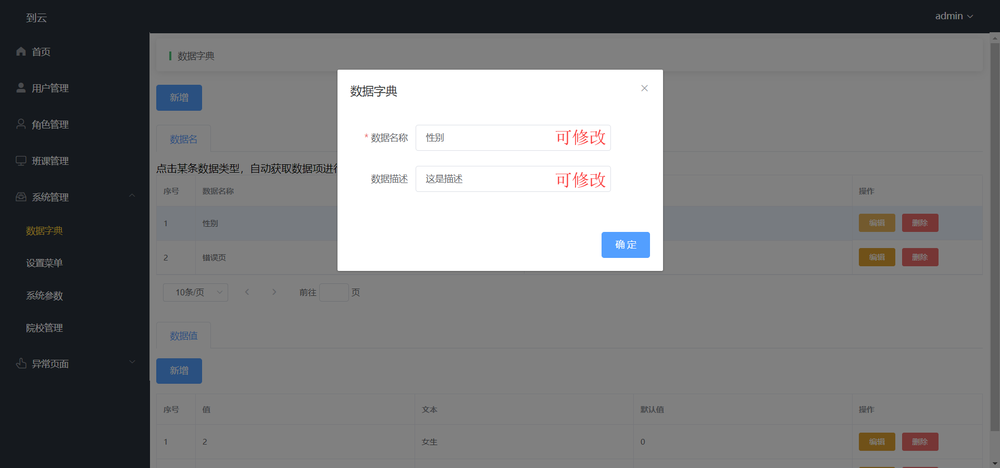 到云
admin
首页
用户管理
角色管理
班课管理
系统管理
数据字典
设置菜单
系统参数
院校管理
异常页面
数据字典
新增
数据名
点击某条数据类型，自动获取数据项进行
序号 数据名称 操作
1 性别 编辑 删除
2 错误页 编辑 删除
10条/页 前往 页
数据值
新增
序号 值 文本 默认值 操作
1 2 女生 0 编辑 删除
数据字典
* 数据名称 性别 可修改
数据描述 这是描述 可修改
确 定